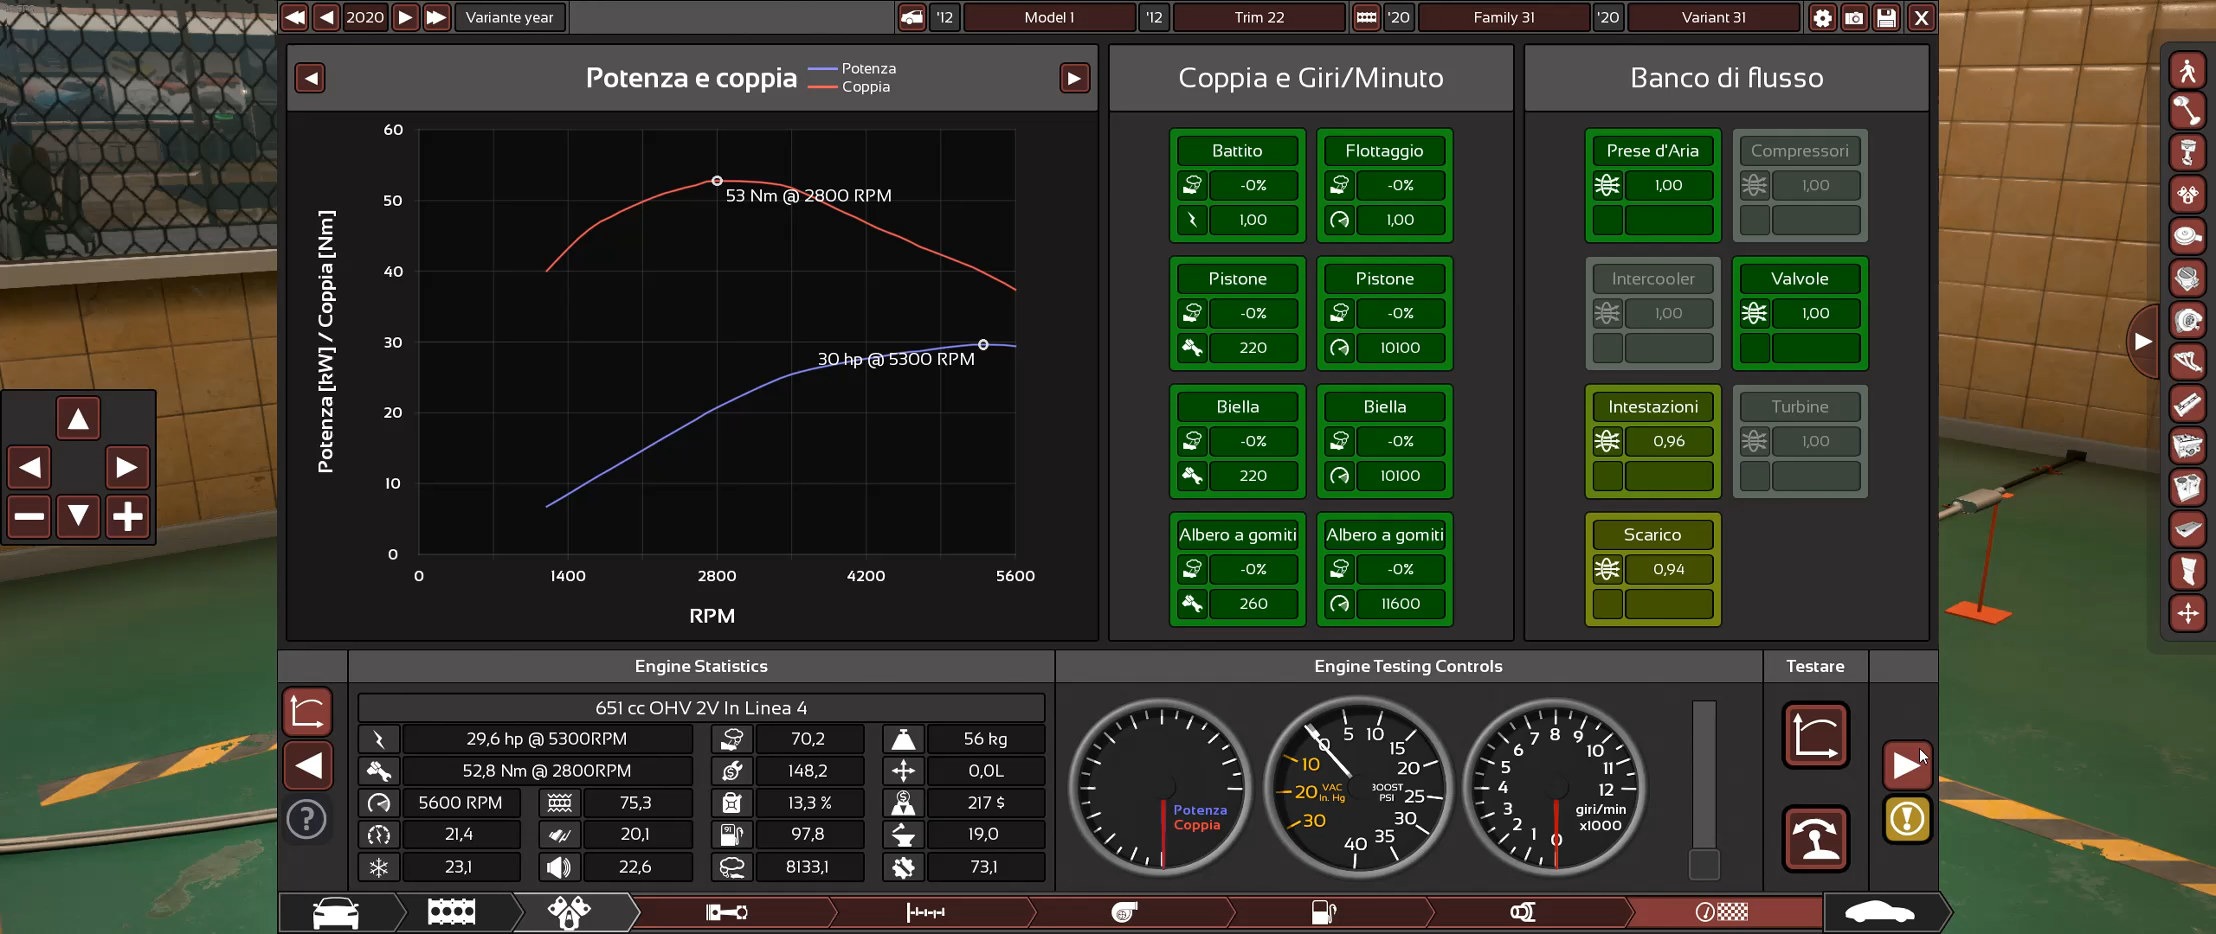 2020
Variante year
'12
Model 1
'12
Trim 22
'20
Family 31
'20
Variant 31
X
Potenza e coppia
Potenza
Coppia
60
50
40
30
20
10
0
Potenza [kW] / Coppia [Nm]
53 Nm @ 2800 RPM
30 hp @ 5300 RPM
0
1400
2800
4200
5600
RPM
Coppia e Giri/Minuto
Battito
-0%
1,00
Flottaggio
-0%
1,00
Pistone
-0%
220
Pistone
-0%
10100
Biella
-0%
220
Biella
-0%
10100
Albero a gomiti
-0%
260
Albero a gomiti
-0%
11600
Banco di flusso
Prese d'Aria
1,00
Compressori
1,00
Intercooler
1,00
Valvole
1,00
Intestazioni
0,96
Turbine
1,00
Scarico
0,94
Engine Statistics
651 cc OHV 2V In Linea 4
29,6 hp @ 5300RPM
70,2
56 kg
52,8 Nm @ 2800RPM
148,2
0,0L
5600 RPM
75,3
13,3 %
217 $
21,4
20,1
97,8
19,0
23,1
22,6
8133,1
73,1
?
Engine Testing Controls
Potenza
Coppia
0
5
10
15
20
25
30
35
40
10
20
30
VAC
In. Hg
BOOST
PSI
0
1
2
3
4
5
6
7
8
9
10
11
12
giri/min
x1000
Testare